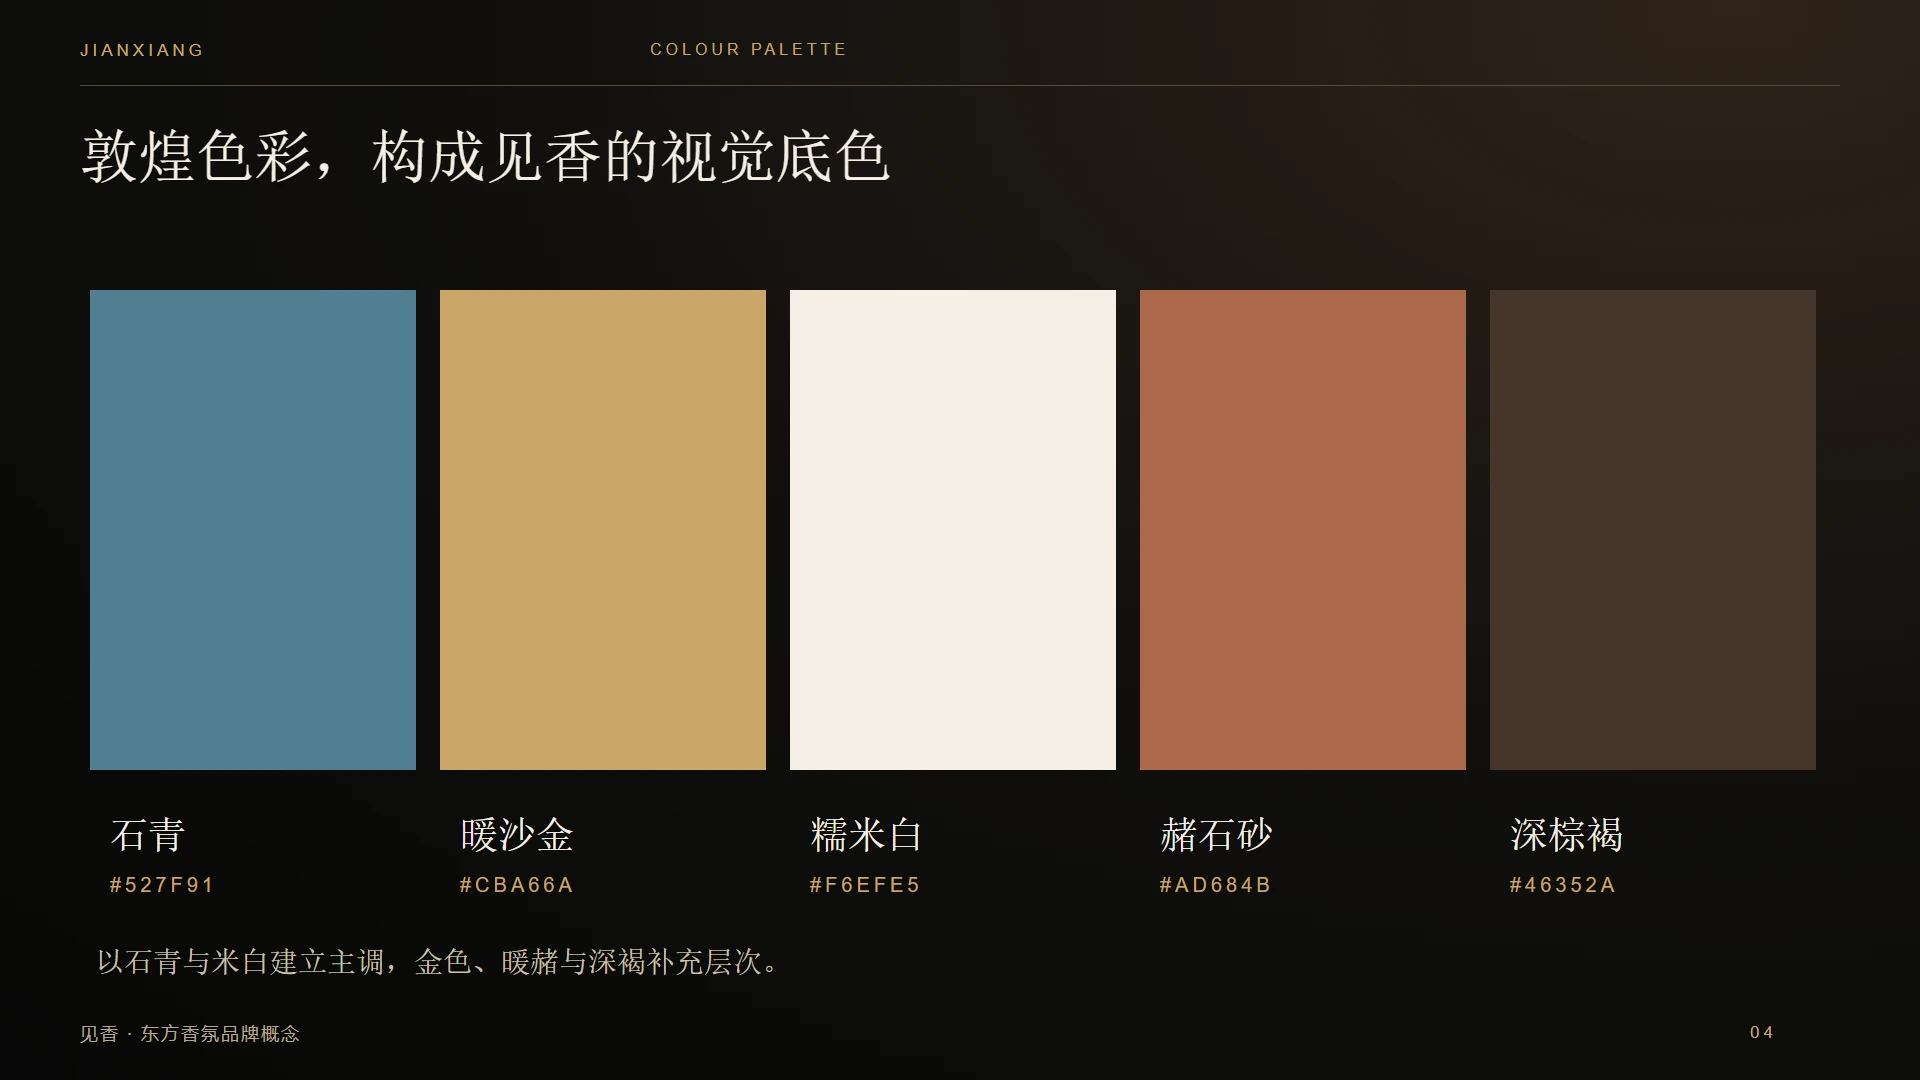 JIANXIANG
COLOUR PALETTE
敦煌色彩，构成见香的视觉底色
石青
#527F91
暖沙金
#CBA66A
糯米白
#F6EFE5
赭石砂
#AD684B
深棕褐
#46352A
以石青与米白建立主调，金色、暖赭与深褐补充层次。
见香 · 东方香氛品牌概念
04